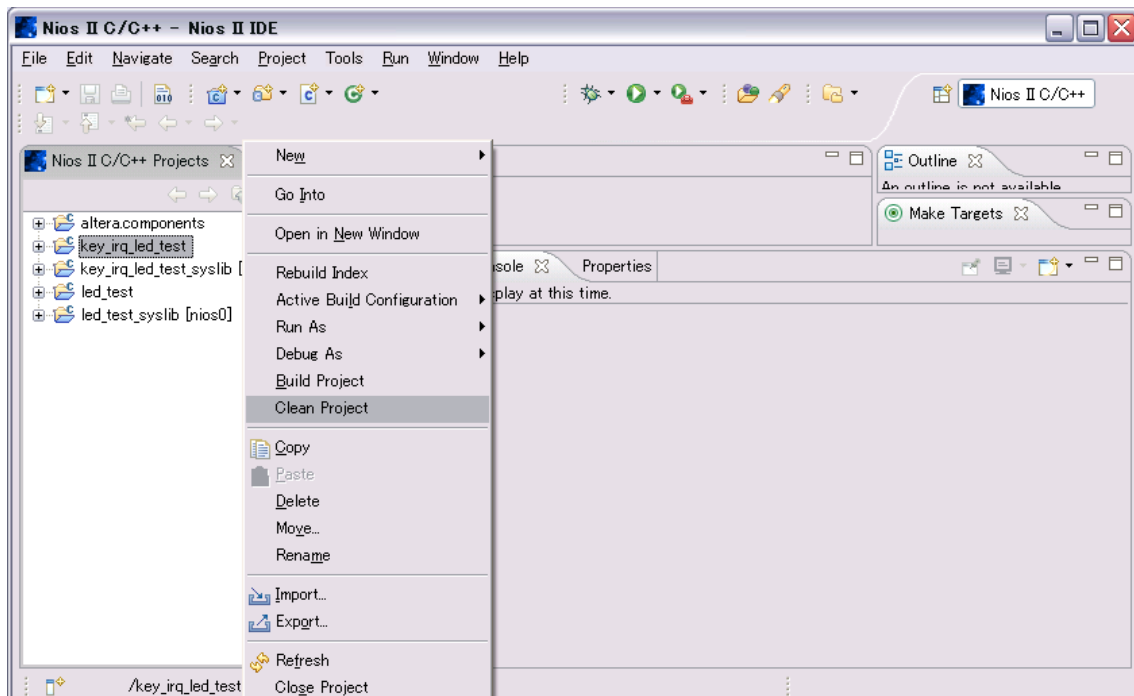 Nios II C/C++ - Nios II IDE
File Edit Navigate Search Project Tools Run Window Help
Nios II C/C++
Nios II C/C++ Projects
Outline
An outline is not available
Make Targets
altera.components
key_irq_led_test
key_irq_led_test_syslib [
led_test
led_test_syslib [nios0]
New
Go Into
Open in New Window
Rebuild Index
Active Build Configuration
Run As
Debug As
Build Project
Clean Project
Copy
Paste
Delete
Move...
Rename
Import...
Export...
Refresh
Close Project
Properties
at this time.
/key_irq_led_test